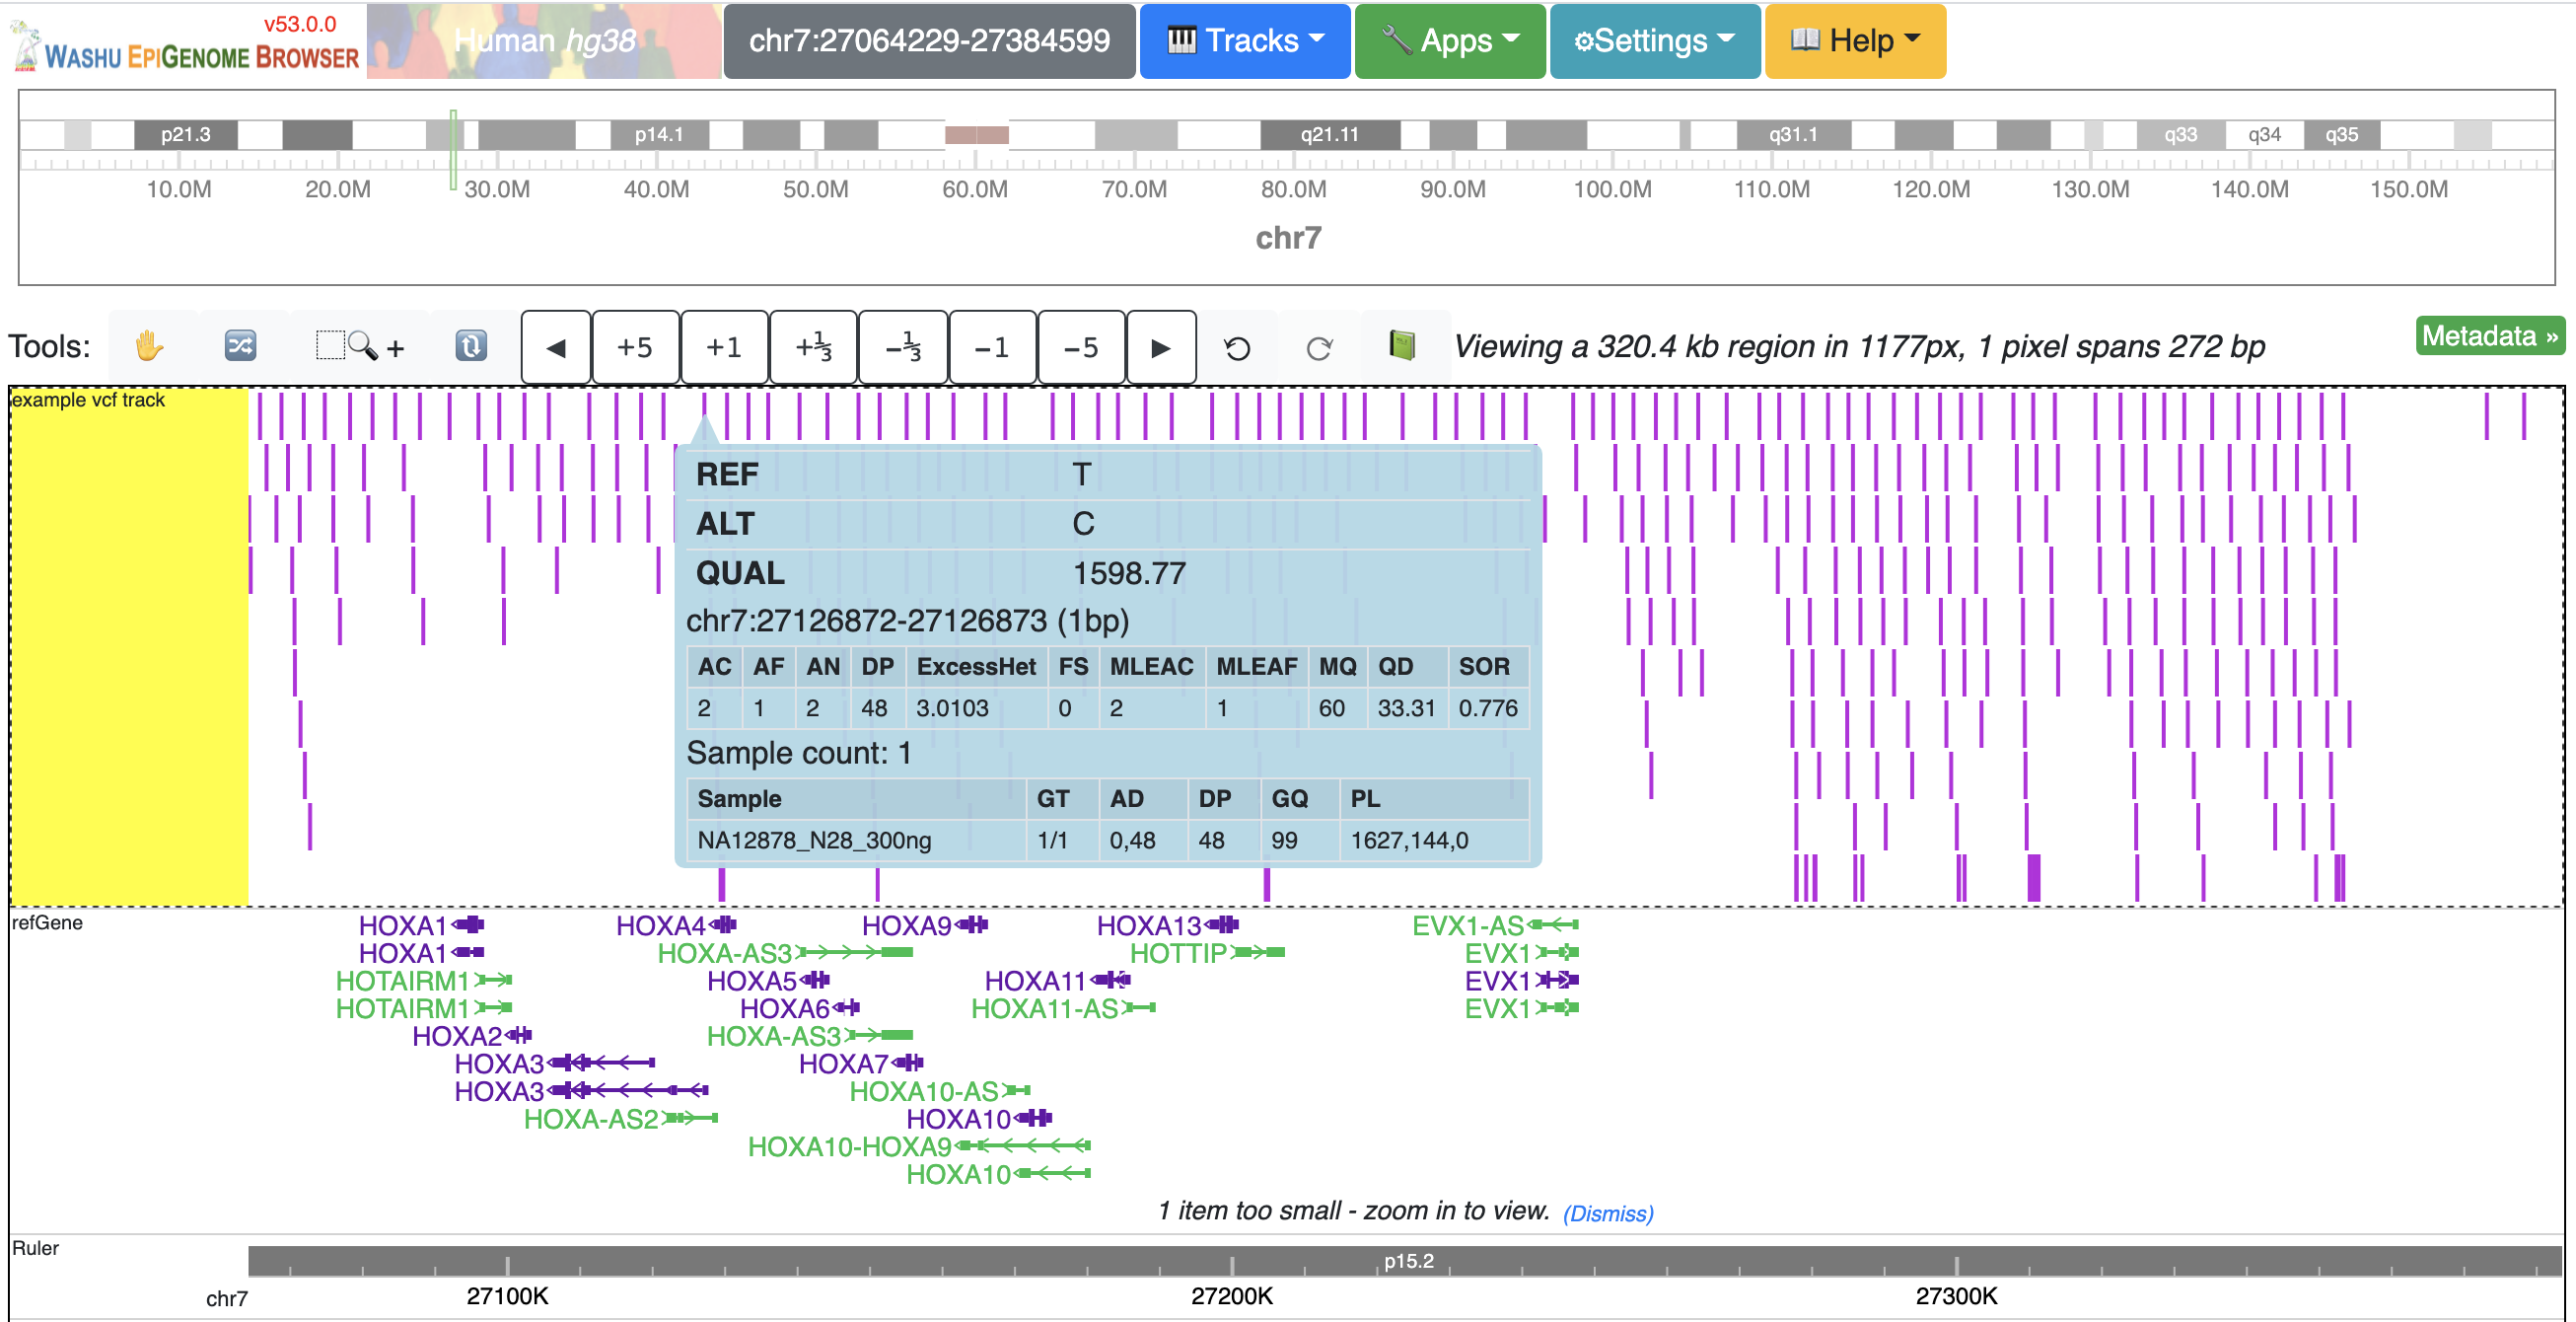 v53.0.0
WASHU EPIGENOME BROWSER
Human hg38
chr7:27064229-27384599
Tracks
Apps
Settings
Help
p21.3 p14.1 q21.11 q31.1 q33 q34 q35
10.0M 20.0M 30.0M 40.0M 50.0M 60.0M 70.0M 80.0M 90.0M 100.0M 110.0M 120.0M 130.0M 140.0M 150.0M
chr7
Tools: + ◀ +5 +1 +⅓ -⅓ -1 -5 ▶ Viewing a 320.4 kb region in 1177px, 1 pixel spans 272 bp
Metadata »
example vcf track
REF T
ALT C
QUAL 1598.77
chr7:27126872-27126873 (1bp)
AC AF AN DP ExcessHet FS MLEAC MLEAF MQ QD SOR
2 1 2 48 3.0103 0 2 1 60 33.31 0.776
Sample count: 1
Sample GT AD DP GQ PL
NA12878_N28_300ng 1/1 0,48 48 99 1627,144,0
refGene
HOXA1 HOXA4 HOXA9 HOXA13 EVX1-AS
HOXA1 HOXA-AS3 HOTTIP EVX1
HOTAIRM1 HOXA5 HOXA11 EVX1
HOTAIRM1 HOXA6 HOXA11-AS EVX1
HOXA2 HOXA-AS3
HOXA3 HOXA7
HOXA3 HOXA10-AS
HOXA-AS2 HOXA10
HOXA10-HOXA9
HOXA10
1 item too small - zoom in to view. (Dismiss)
Ruler
p15.2
chr7 27100K 27200K 27300K